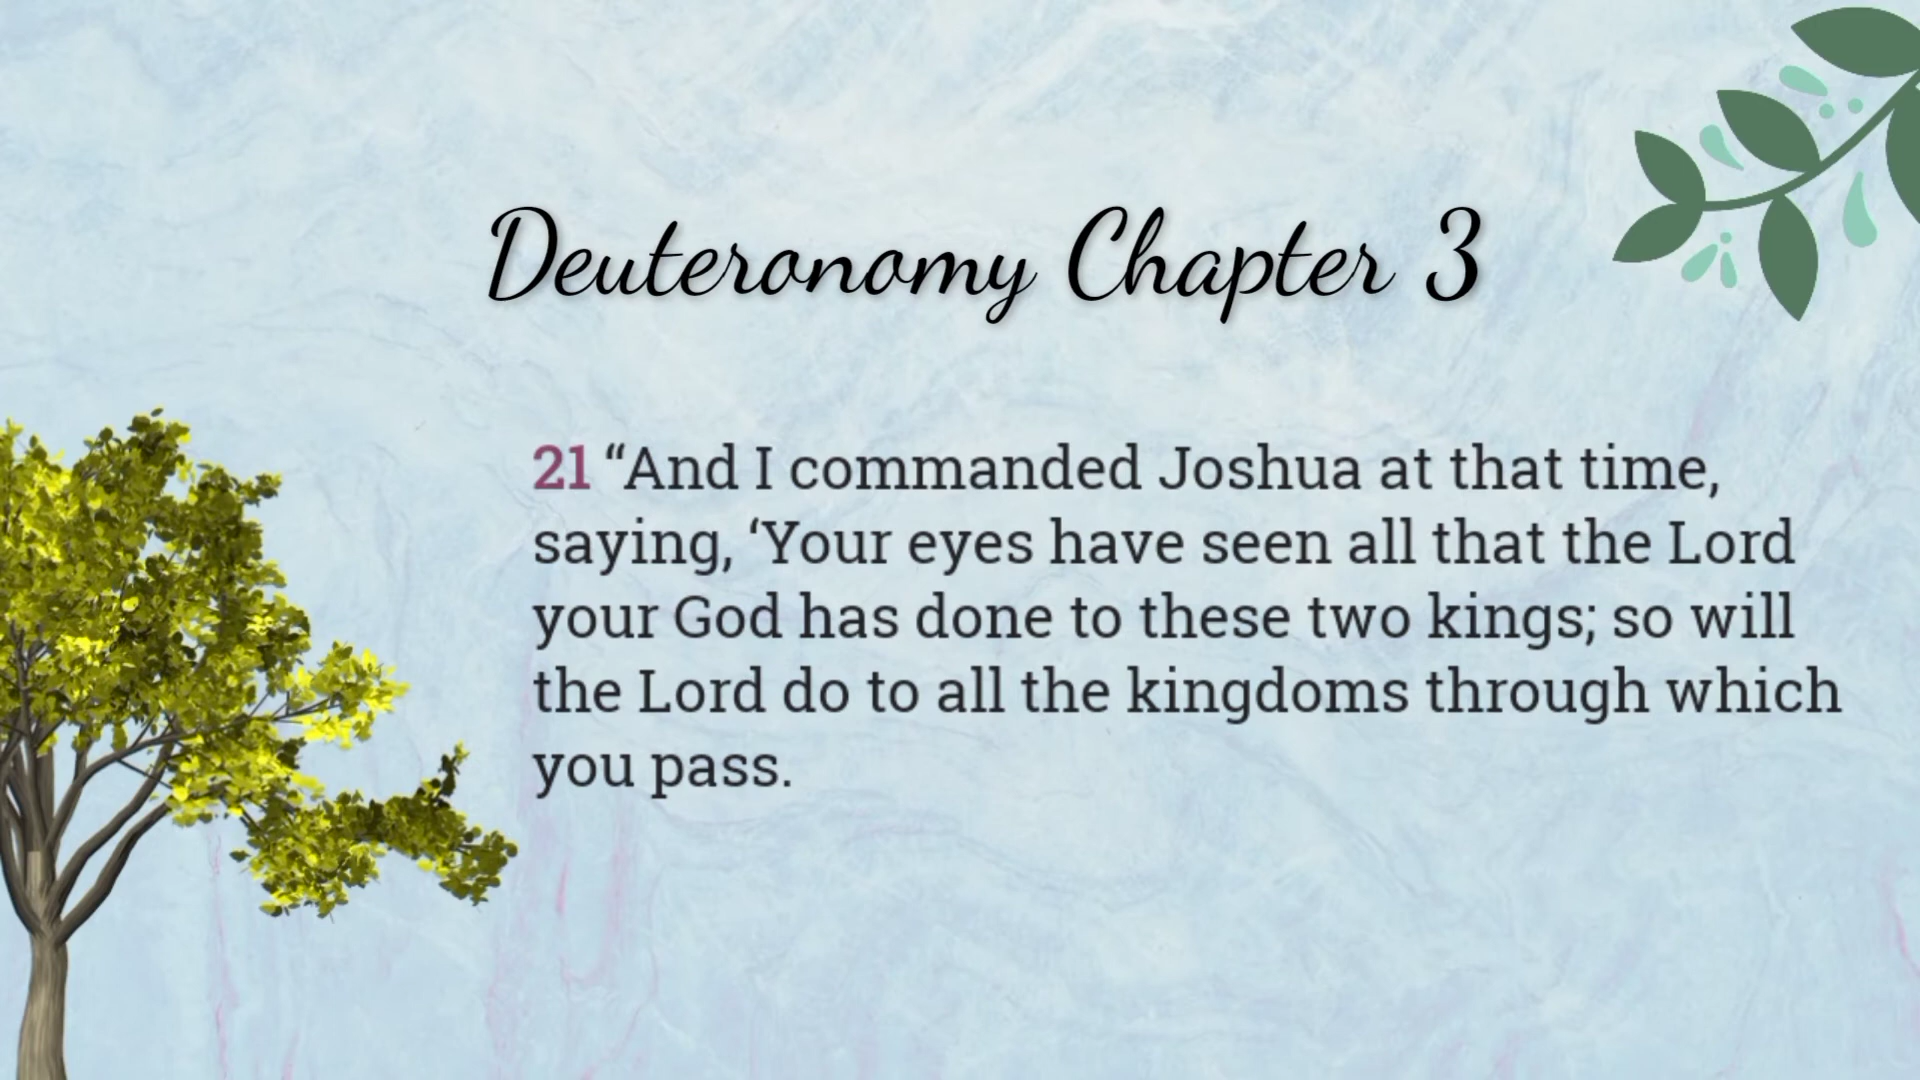 Deuteronomy Chapter 3
21 “And I commanded Joshua at that time,
saying, ‘Your eyes have seen all that the Lord
your God has done to these two kings; so will
the Lord do to all the kingdoms through which
you pass.